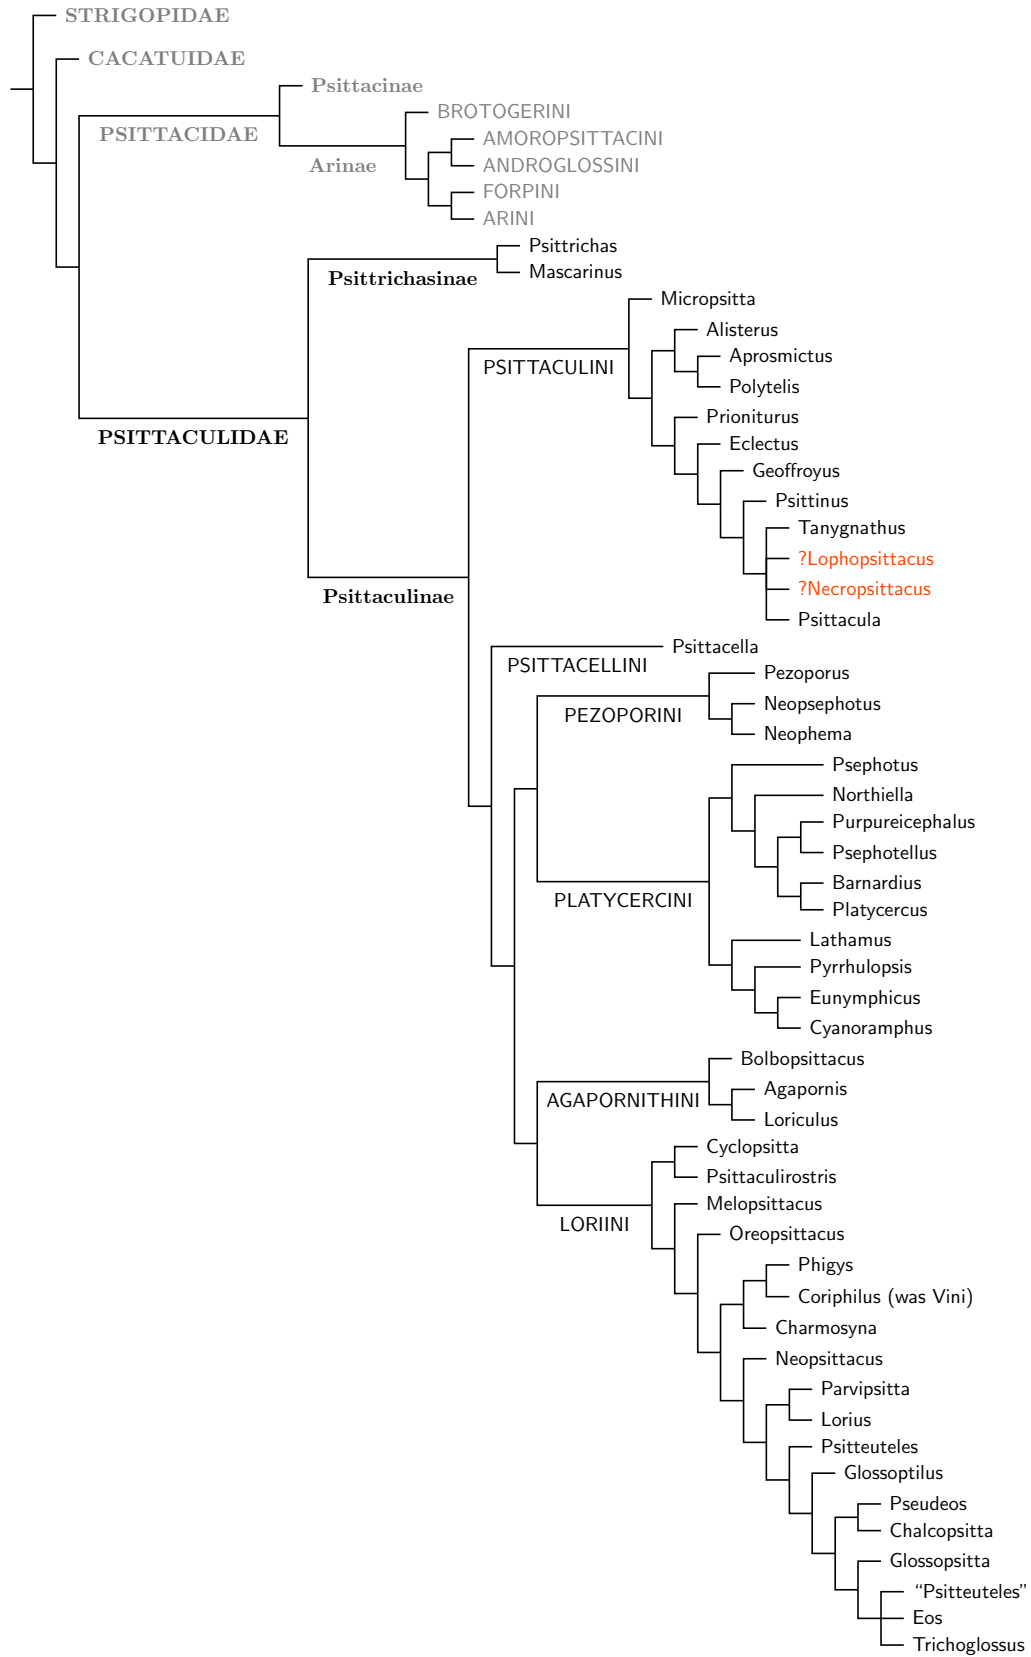 STRIGOPIDAE
CACATUIDAE
Psittacinae
BROTOGERINI
PSITTACIDAE
AMOROPSITTACINI
Arinae
ANDROGLOSSINI
FORPINI
ARINI
Psittrichas
Mascarinus
Psittrichasinae
Micropsitta
Alisterus
Aprosmictus
PSITTACULINI
Polytelis
Prioniturus
PSITTACULIDAE
Eclectus
Geoffroyus
Psittinus
Tanygnathus
?Lophopsittacus
?Necropsittacus
Psittaculinae
Psittacula
Psittacella
PSITTACELLINI
Pezoporus
Neopsephotus
PEZOPORINI
Neophema
Psephotus
Northiella
Purpureicephalus
Psephotellus
Barnardius
PLATYCERCINI
Platycercus
Lathamus
Pyrrhulopsis
Eunymphicus
Cyanoramphus
Bolbopsittacus
Agapornis
AGAPORNITHINI
Loriculus
Cyclopsitta
Psittaculirostris
Melopsittacus
LORIINI
Oreopsittacus
Phigys
Coriphilus (was Vini)
Charmosyna
Neopsittacus
Parvipsitta
Lorius
Psitteuteles
Glossoptilus
Pseudeos
Chalcopsitta
Glossopsitta
“Psitteuteles”
Eos
Trichoglossus